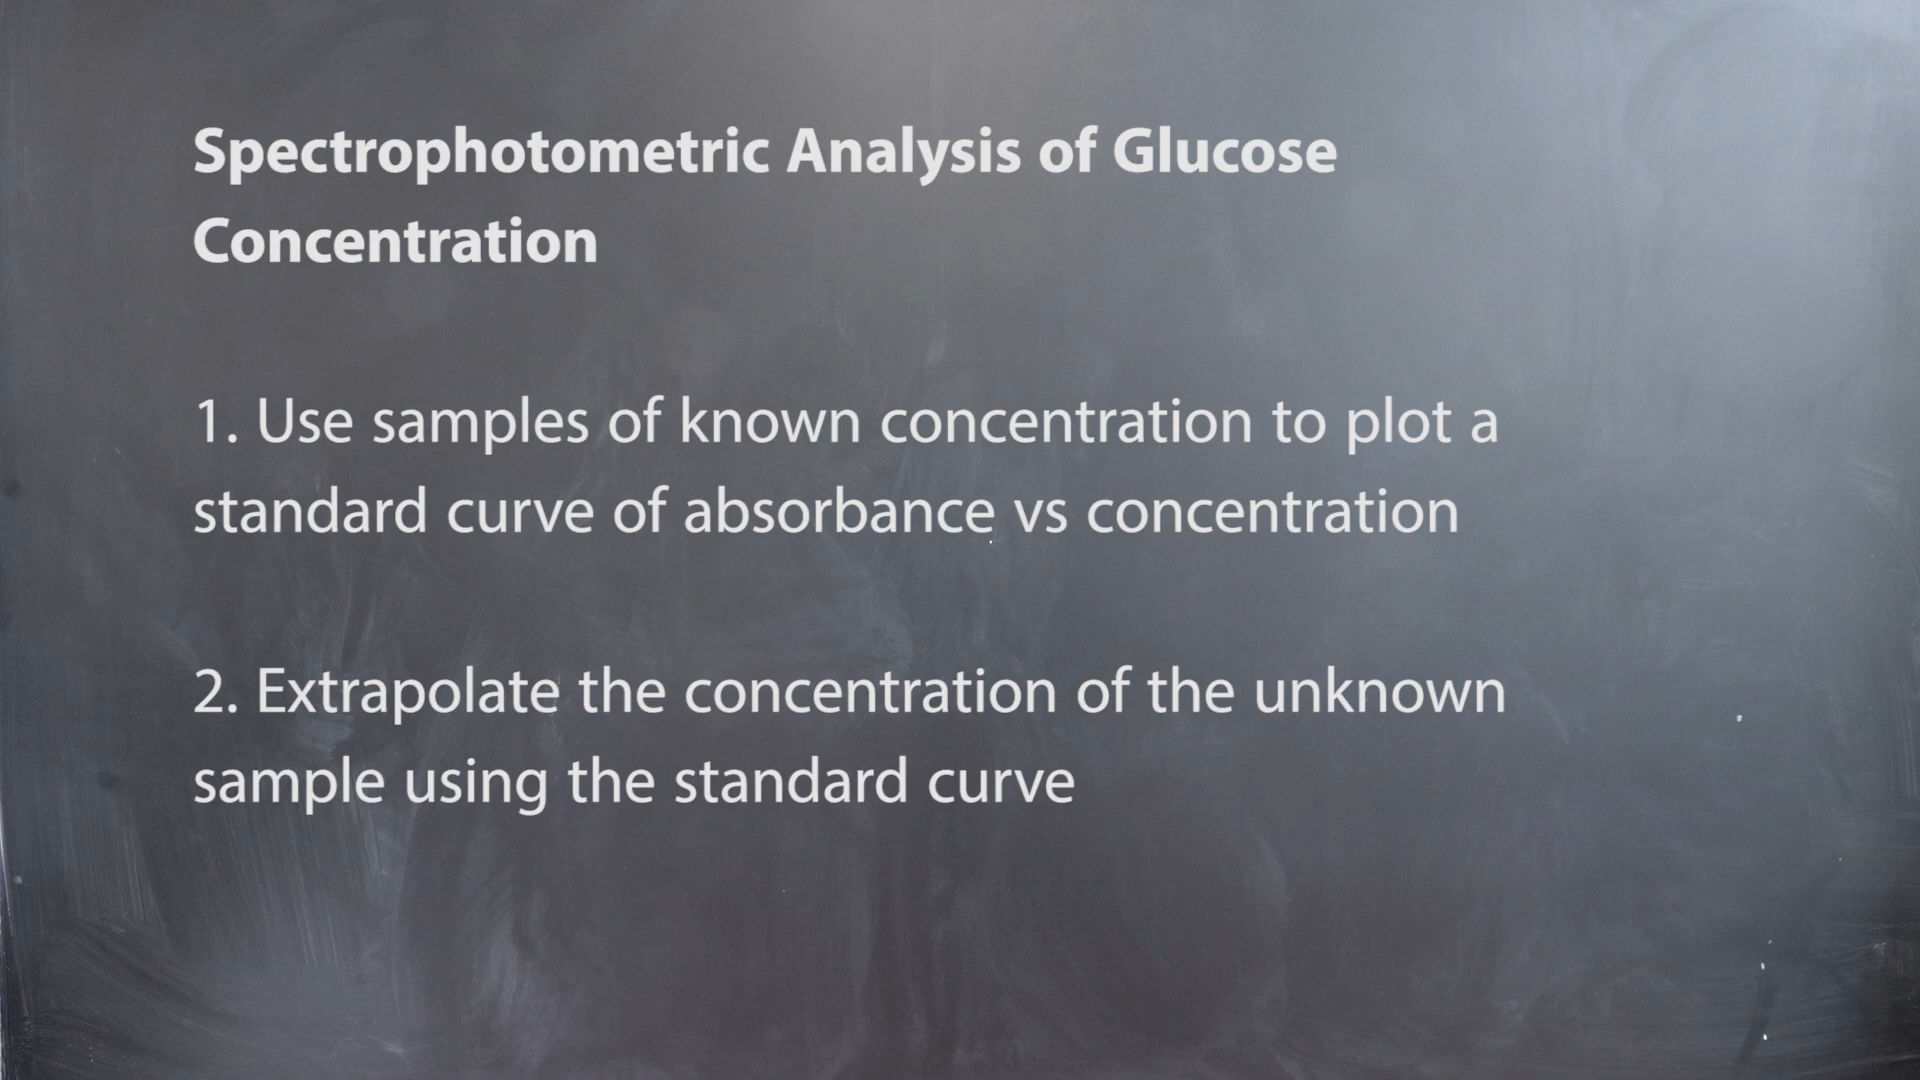 Spectrophotometric Analysis of Glucose
Concentration
1. Use samples of known concentration to plot a
standard curve of absorbance vs concentration
2. Extrapolate the concentration of the unknown
sample using the standard curve